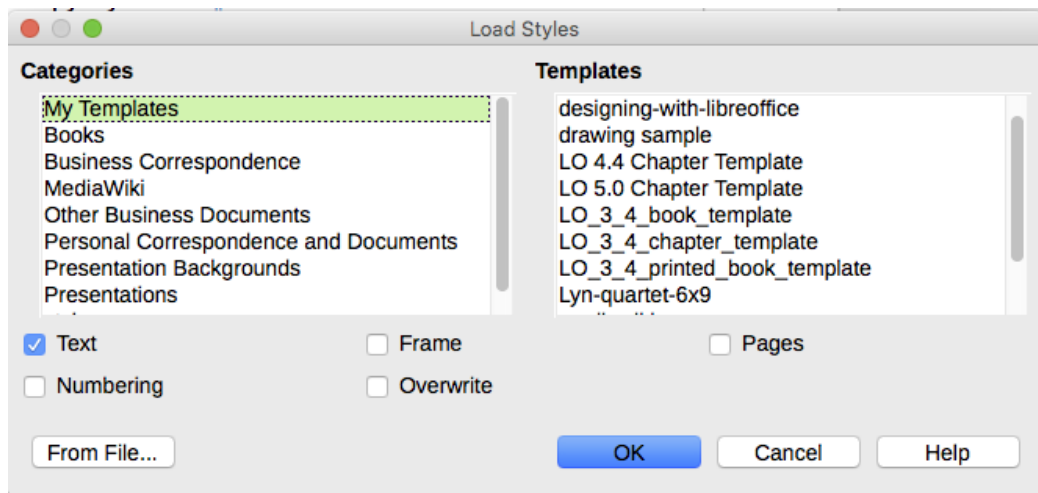 Load Styles
Categories
My Templates
Books
Business Correspondence
MediaWiki
Other Business Documents
Personal Correspondence and Documents
Presentation Backgrounds
Presentations
Templates
designing-with-libreoffice
drawing sample
LO 4.4 Chapter Template
LO 5.0 Chapter Template
LO_3_4_book_template
LO_3_4_chapter_template
LO_3_4_printed_book_template
Lyn-quartet-6x9
Text
Frame
Pages
Numbering
Overwrite
From File...
OK
Cancel
Help